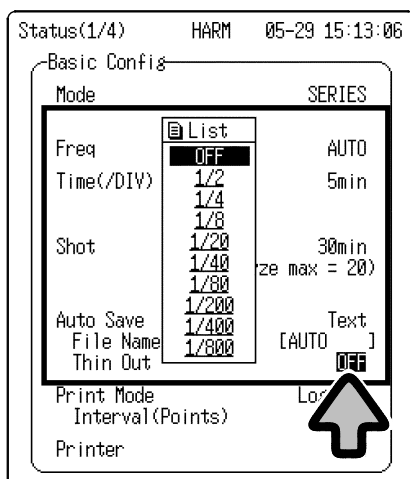 Status(1/4) HARM 05-29 15:13:06
Basic Config
Mode SERIES
List
Freq OFF AUTO
Time(/DIV) 1/2 5min
1/4
1/8
Shot 1/20 30min
1/40 ze max = 20)
1/80
1/200
Auto Save 1/400 Text
File Name 1/800 [AUTO ]
Thin Out OFF
Print Mode Lo
Interval(Points)
Printer